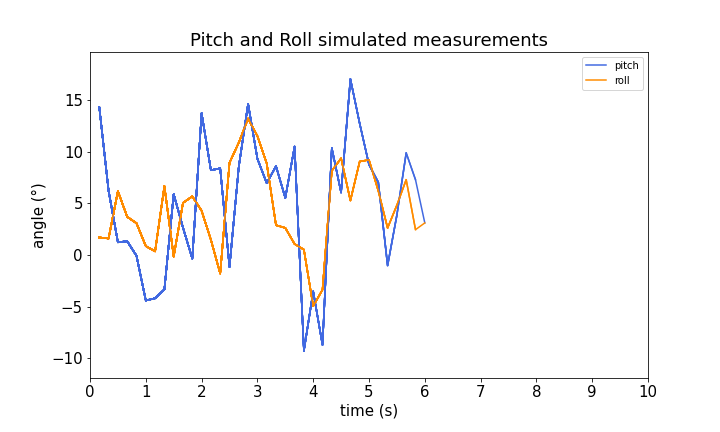 Pitch and Roll simulated measurements
pitch
roll
angle (°)
15
10
5
0
−5
−10
0 1 2 3 4 5 6 7 8 9 10
time (s)